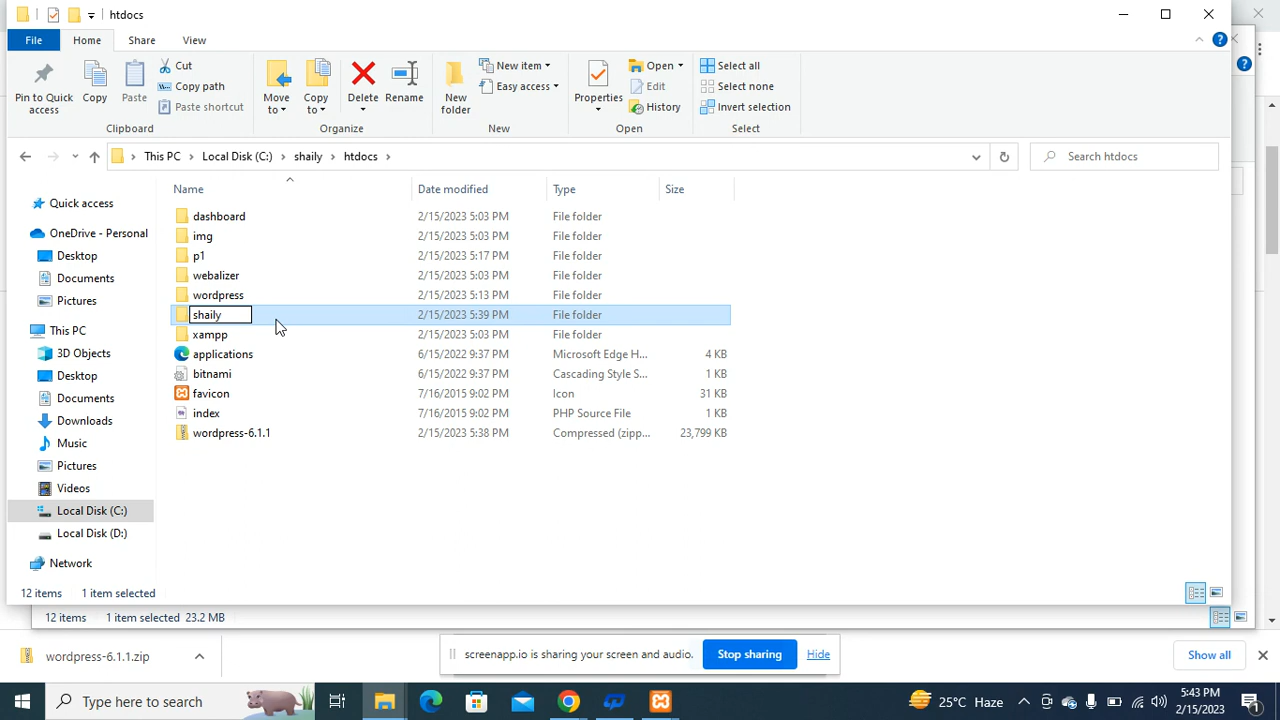 htdocs
File Home Share View
Pin to Quick access
Copy
Paste
Cut
Copy path
Paste shortcut
Clipboard
Move to
Copy to
Delete
Rename
Organize
New folder
New item
Easy access
New
Properties
Open
Edit
History
Open
Select all
Select none
Invert selection
Select
This PC > Local Disk (C:) > shaily > htdocs >
Search htdocs
Name Date modified Type Size
Quick access
OneDrive - Personal
Desktop
Documents
Pictures
This PC
3D Objects
Desktop
Documents
Downloads
Music
Pictures
Videos
Local Disk (C:)
Local Disk (D:)
Network
dashboard 2/15/2023 5:03 PM File folder
img 2/15/2023 5:03 PM File folder
p1 2/15/2023 5:17 PM File folder
webalizer 2/15/2023 5:03 PM File folder
wordpress 2/15/2023 5:13 PM File folder
shaily 2/15/2023 5:39 PM File folder
xampp 2/15/2023 5:03 PM File folder
applications 6/15/2022 9:37 PM Microsoft Edge H... 4 KB
bitnami 6/15/2022 9:37 PM Cascading Style S... 1 KB
favicon 7/16/2015 9:02 PM Icon 31 KB
index 7/16/2015 9:02 PM PHP Source File 1 KB
wordpress-6.1.1 2/15/2023 5:38 PM Compressed (zipp... 23,799 KB
12 items 1 item selected
12 items 1 item selected 23.2 MB
wordpress-6.1.1.zip
screenapp.io is sharing your screen and audio. Stop sharing Hide
Show all
Type here to search
25°C Haze
5:43 PM
2/15/2023
1